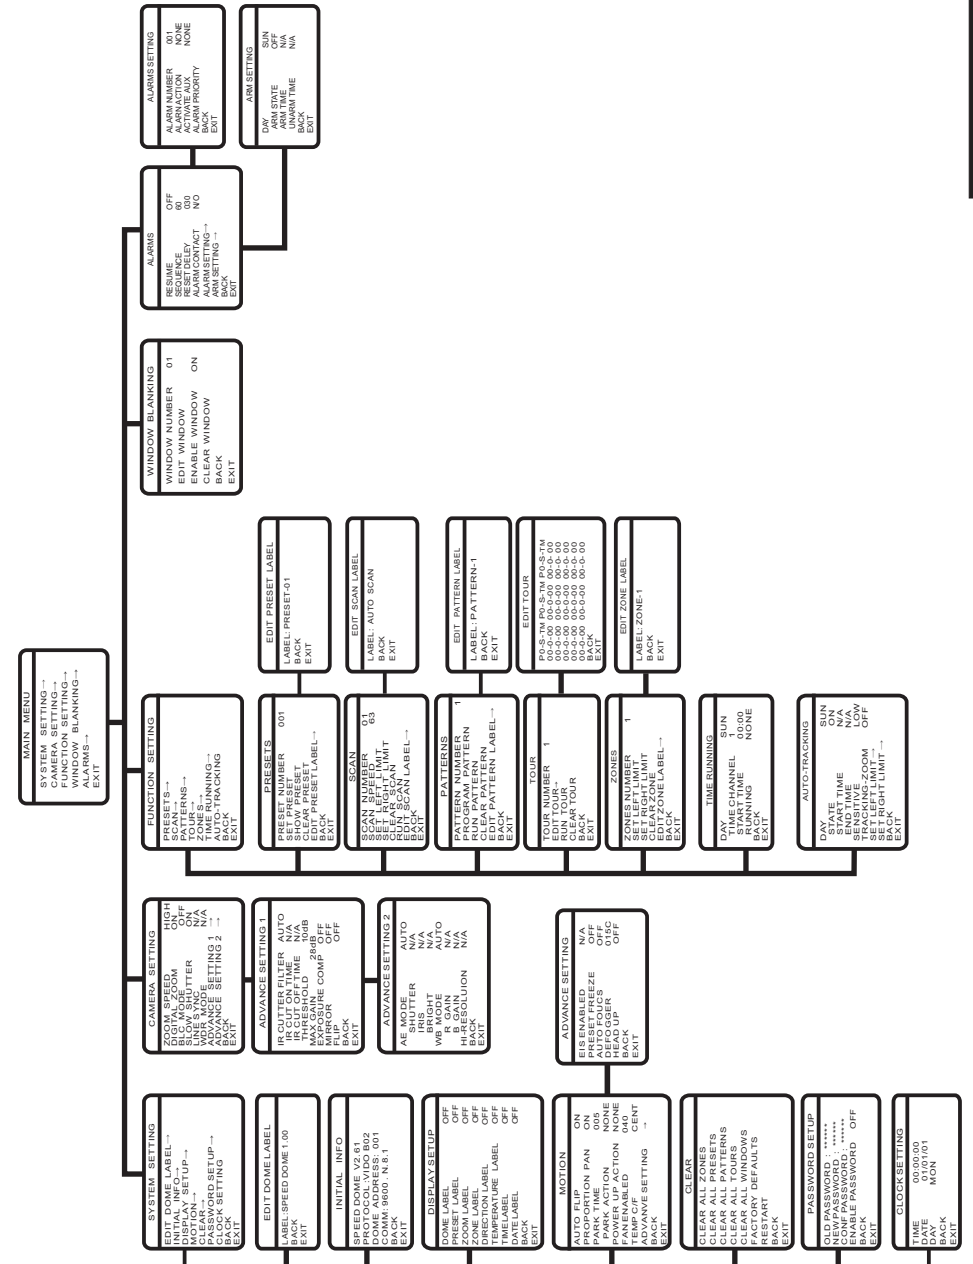 MAIN MENU
SYSTEM SETTING→
CAMERA SETTING→
FUNCTION SETTING→
WINDOW BLANKING→
ALARMS→
EXIT
SYSTEM SETTING
EDIT DOME LABEL→
INITIAL INFO→
DISPLAY SETUP→
MOTION→
CLEAR→
PASSWORD SETUP→
CLOCK SETTING
BACK
EXIT
EDIT DOME LABEL
LABEL:SPEED DOME 1.00
BACK
EXIT
INITIAL INFO
SPEED DOME V2.61
PROTOCOL:VIDO B02
DOME ADDRESS: 001
COMM:9600 . N.8.1
BACK
EXIT
DISPLAY SETUP
DOME LABEL OFF
PRESET LABEL OFF
ZOOM LABEL OFF
ZONE LABEL OFF
DIRECTION LABEL OFF
TEMPERATURE LABEL OFF
TIME LABEL OFF
DATE LABEL OFF
BACK
EXIT
MOTION
AUTO FLIP ON
PROPORTION PAN ON
PARK TIME 005
PARK ACTION NONE
POWER UP ACTION NONE
FAN ENABLED 040
TEMP C/F CENT
ADVANVE SETTING →
BACK
EXIT
ADVANCE SETTING
EIS ENABLED N/A
PRESET FREEZE OFF
AUTO FOUCS OFF
DEFOGGER 015C
HEAD UP OFF
BACK
EXIT
CLEAR
CLEAR ALL ZONES
CLEAR ALL PRESETS
CLEAR ALL PATTERNS
CLEAR ALL TOURS
CLEAR ALL WINDOWS
FACTORY DEFAULTS
RESTART
BACK
EXIT
PASSWORD SETUP
OLD PASSWORD : ******
NEW PASSWORD : ******
CONF PASSWORD : ******
ENABLE PASSWORD OFF
BACK
EXIT
CLOCK SETTING
TIME 00:00:00
DATE 01/01/01
DAY MON
BACK
EXIT
CAMERA SETTING
ZOOM SPEED HIGH
DIGITAL ZOOM ON
BLC MODE OFF
SLOW SHUTTER ON
LINE SYNC N/A
WDR MODE N/A
ADVANCE SETTING 1 →
ADVANCE SETTING 2 →
BACK
EXIT
ADVANCE SETTING 1
IR CUTTER FILTER AUTO
IR CUT ON TIME N/A
IR CUT OFF TIME N/A
THRESHOLD 10dB
MAX GAIN 28dB
EXPOSURE COMP OFF
MIRROR OFF
FLIP OFF
BACK
EXIT
ADVANCE SETTING 2
AE MODE AUTO
SHUTTER N/A
IRIS N/A
BRIGHT N/A
WB MODE AUTO
R GAIN N/A
B GAIN N/A
HI-RESOLUION N/A
BACK
EXIT
FUNCTION SETTING
PRESETS→
SCAN→
PATTERNS→
TOUR→
ZONES→
TIME RUNNING→
AUTO-TRACKING
BACK
EXIT
PRESETS
PRESET NUMBER 001
SET PRESET
SHOW PRESET
CLEAR PRESET
EDIT PRESET LABEL→
BACK
EXIT
EDIT PRESET LABEL
LABEL: PRESET-01
BACK
EXIT
SCAN
SCAN NUMBER 01
SCAN SPEED 63
SET LEFT LIMIT
SET RIGHT LIMIT
CLEAR SCAN
RUN SCAN
EDIT SCAN LABEL→
BACK
EXIT
EDIT SCAN LABEL
LABEL: AUTO SCAN
BACK
EXIT
PATTERNS
PATTERN NUMBER 1
PROGRAM PATTERN
RUN PATTERN
CLEAR PATTERN
EDIT PATTERN LABEL→
BACK
EXIT
EDIT PATTERN LABEL
LABEL:PATTERN-1
BACK
EXIT
TOUR
TOUR NUMBER 1
EDIT TOUR→
RUN TOUR
CLEAR TOUR
BACK
EXIT
EDIT TOUR
P0-S-TM P0-S-TM P0-S-TM
00-0-00 00-0-00 00-0-00
00-0-00 00-0-00 00-0-00
00-0-00 00-0-00 00-0-00
00-0-00 00-0-00 00-0-00
00-0-00 00-0-00 00-0-00
BACK
EXIT
ZONES
ZONES NUMBER 1
SET LEFT LIMIT
SET RIGHT LIMIT
CLEAR ZONE
EDIT ZONE LABEL→
BACK
EXIT
EDIT ZONE LABEL
LABEL: ZONE-1
BACK
EXIT
TIME RUNNING
DAY SUN
TIME CHANNEL 1
START TIME 00:00
RUNNING NONE
BACK
EXIT
AUTO-TRACKING
DAY SUN
STATE ON
START TIME N/A
END TIME N/A
SENSITIVE LOW
TRACKING-ZOOM OFF
SET LEFT LIMIT→
SET RIGHT LIMIT→
BACK
EXIT
WINDOW BLANKING
WINDOW NUMBER 01
EDIT WINDOW
ENABLE WINDOW ON
CLEAR WINDOW
BACK
EXIT
ALARMS
RESUME OFF
SEQUENCE 60
RESET DELEY 030
ALARM CONTACT N/O
ALARM SETTING→
ARM SETTING →
BACK
EXIT
ALARMS SETTING
ALARM NUMBER 001
ALARN ACTION NONE
ACTIVATE AUX NONE
ALARM PRIORITY
BACK
EXIT
ARM SETTING
DAY SUN
ARM STATE OFF
ARM TIME N/A
UNARM TIME N/A
BACK
EXIT